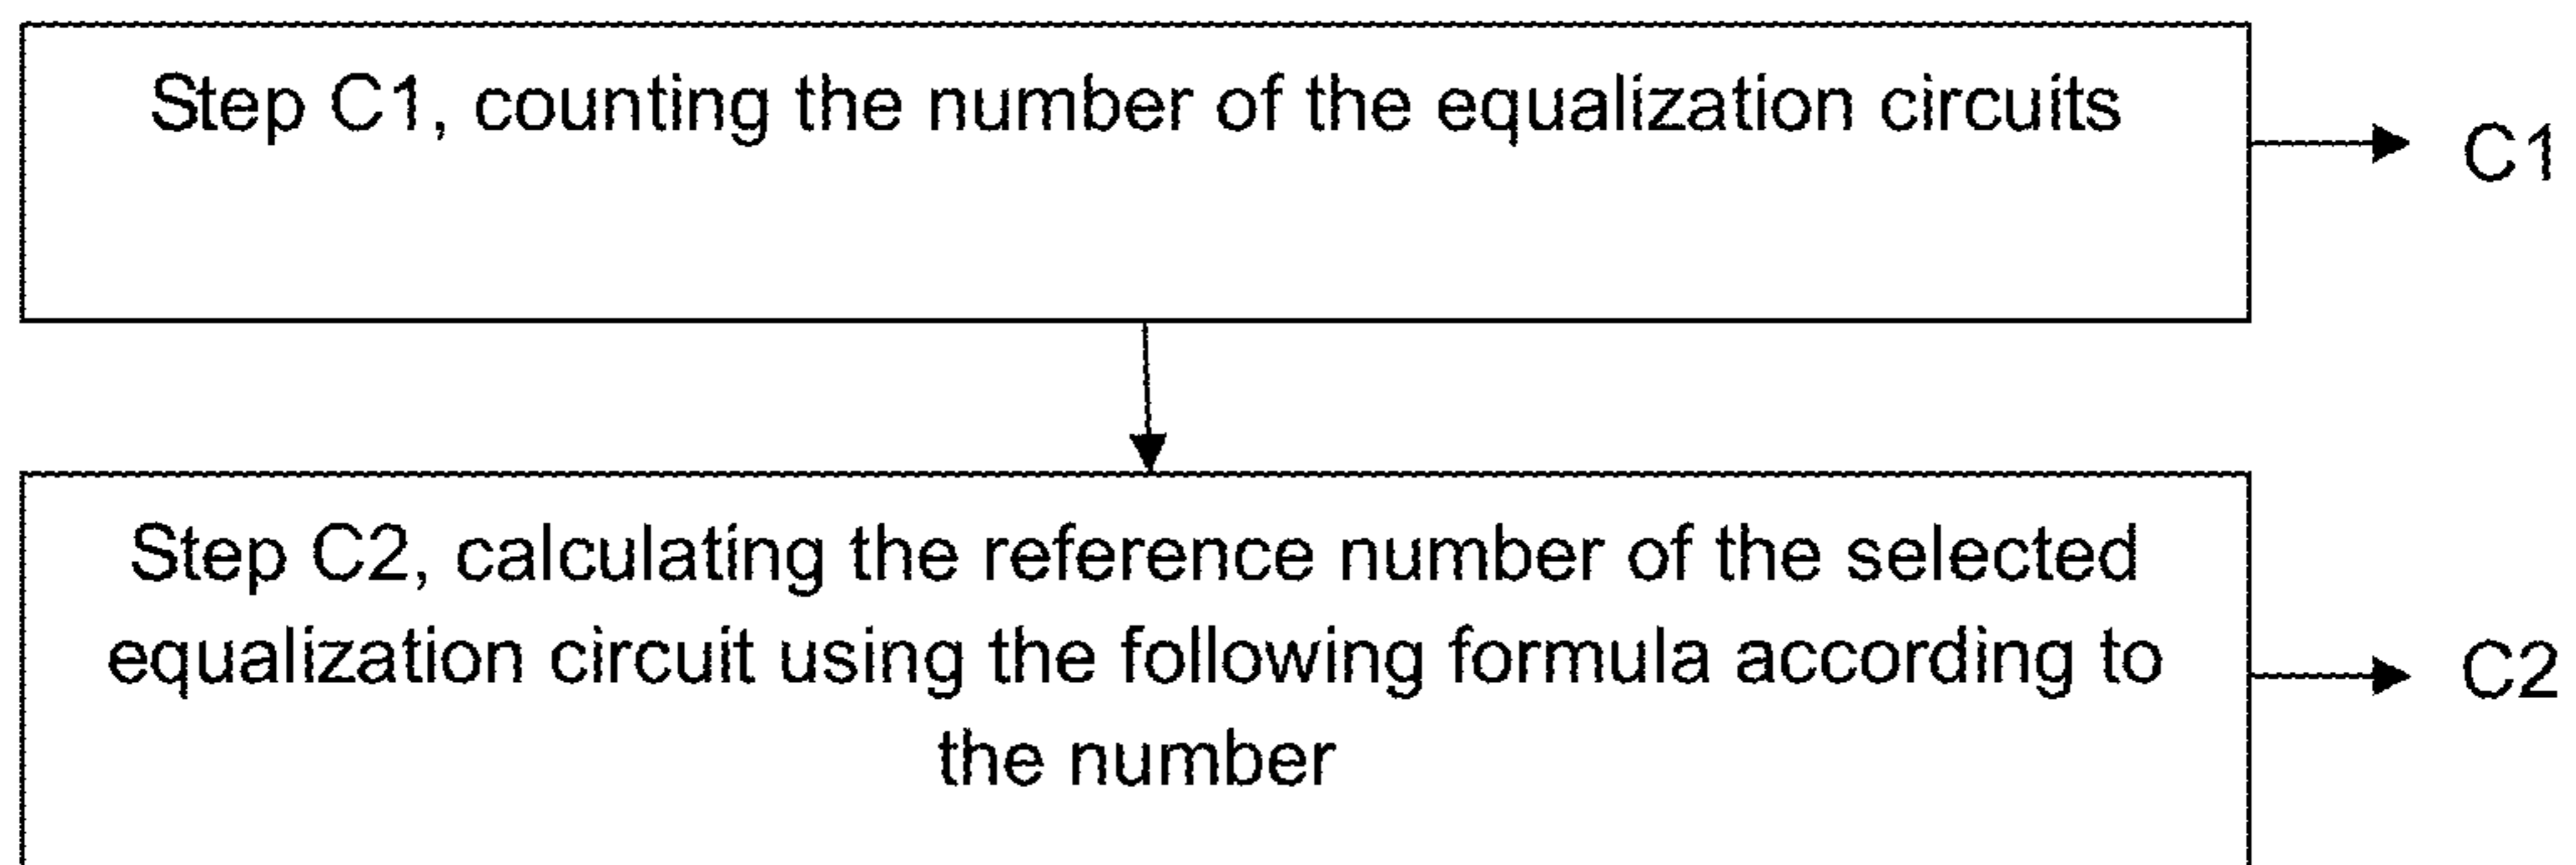 Step C1, counting the number of the equalization circuits
C1
Step C2, calculating the reference number of the selected
equalization circuit using the following formula according to
the number
C2